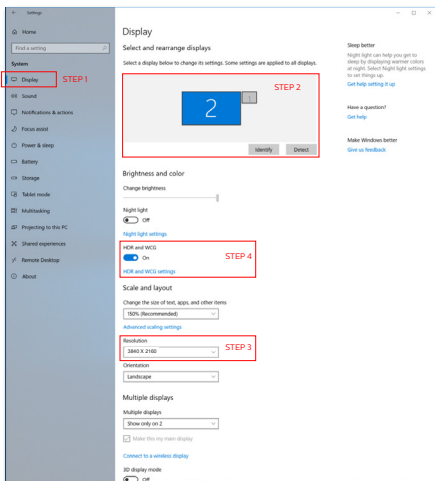 Settings
Home
Find a setting
System
Display
STEP 1
Sound
Notifications & actions
Focus assist
Power & sleep
Battery
Storage
Tablet mode
Multitasking
Projecting to this PC
Shared experiences
Remote Desktop
About
Display
Select and rearrange displays
Select a display below to change its settings. Some settings are applied to all displays.
STEP 2
2
1
Identify
Detect
Brightness and color
Change brightness
Night light
Off
Night light settings
HDR and WCG
On
STEP 4
HDR and WCG settings
Scale and layout
Change the size of text, apps, and other items
150% (Recommended)
Advanced scaling settings
Resolution
3840 X 2160
STEP 3
Orientation
Landscape
Multiple displays
Multiple displays
Show only on 2
Make this my main display
Connect to a wireless display
3D display mode
Off
Sleep better
Night light can help you get to
sleep by displaying warmer colors
at night. Select Night light settings
to set things up.
Get help setting it up
Have a question?
Get help
Make Windows better
Give us feedback